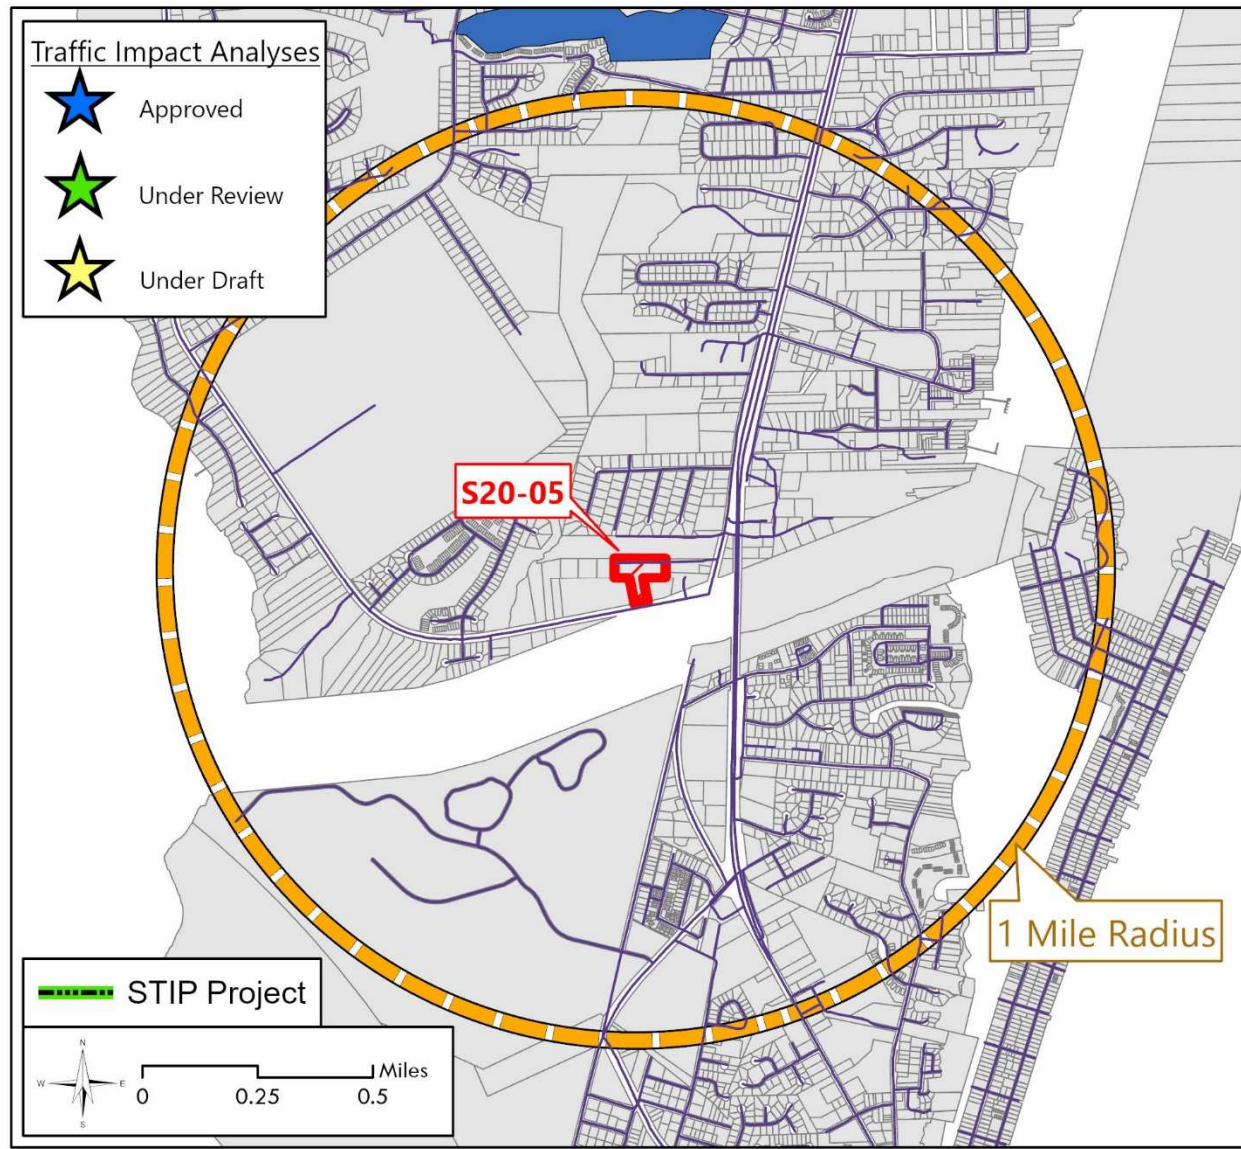 Traffic Impact Analyses
Approved
Under Review
Under Draft
S20-05
1 Mile Radius
STIP Project
N
W E
S
Miles
0 0.25 0.5